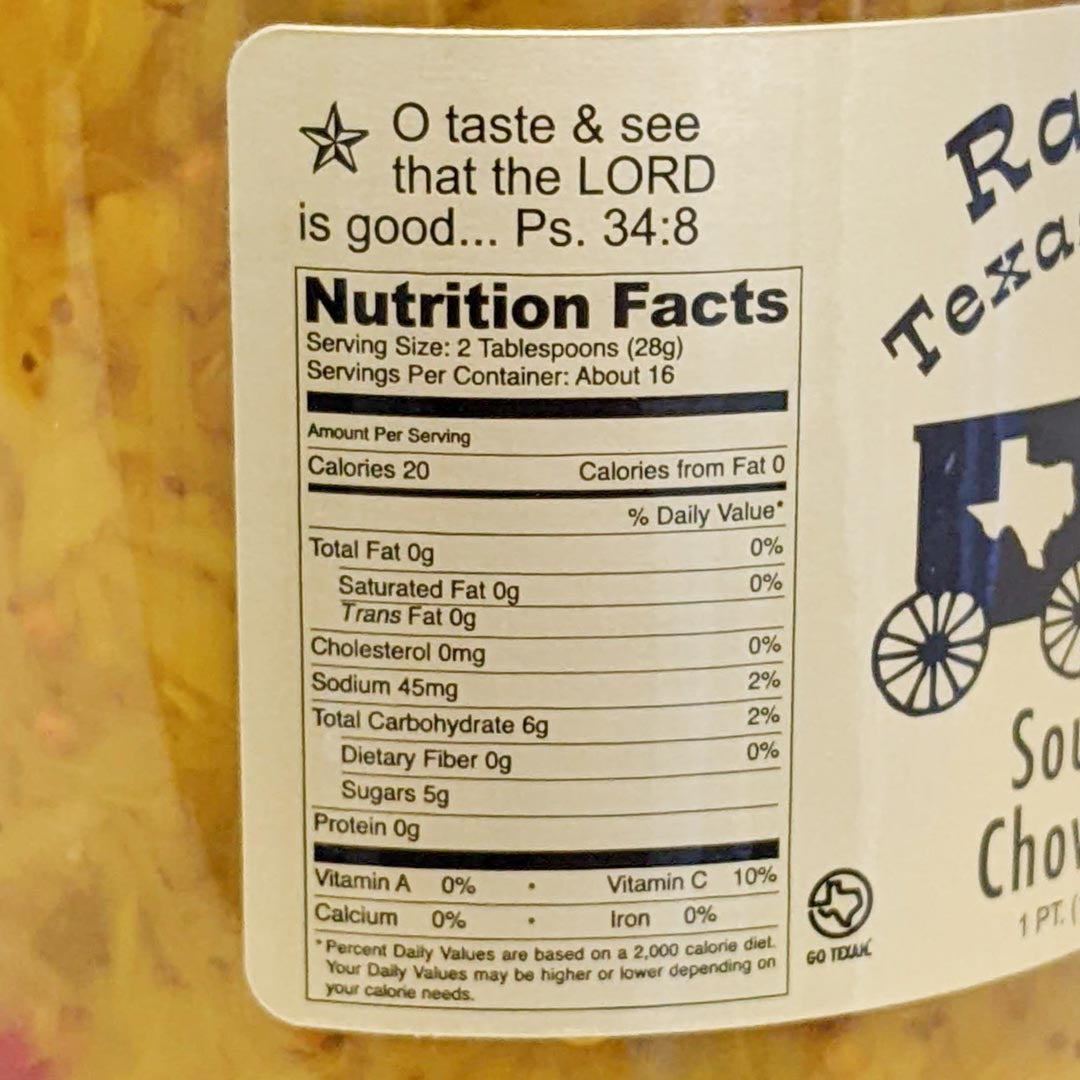 O taste & see
that the LORD
is good... Ps. 34:8
Nutrition Facts
Serving Size: 2 Tablespoons (28g)
Servings Per Container: About 16
Amount Per Serving
Calories 20 Calories from Fat 0
% Daily Value*
Total Fat 0g 0%
Saturated Fat 0g 0%
Trans Fat 0g
Cholesterol 0mg 0%
Sodium 45mg 2%
Total Carbohydrate 6g 2%
Dietary Fiber 0g 0%
Sugars 5g
Protein 0g
Vitamin A 0% • Vitamin C 10%
Calcium 0% • Iron 0%
*Percent Daily Values are based on a 2,000 calorie diet.
Your Daily Values may be higher or lower depending on
your calorie needs.
GO TEXAN
Ra
Texa
Sou
Chow
1 PT. (